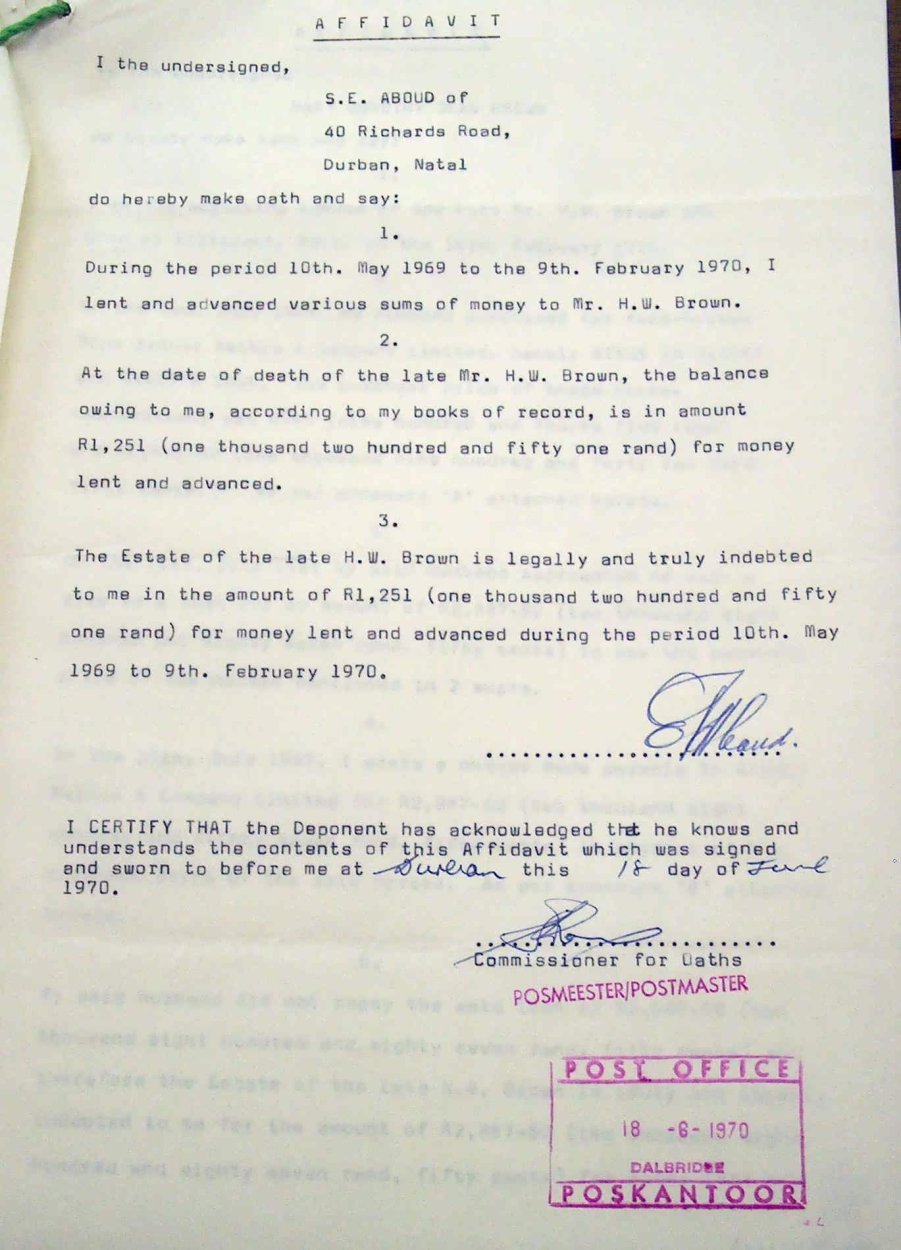 A F F I D A V I T
I the undersigned,
S.E. ABOUD of
40 Richards Road,
Durban, Natal
do hereby make oath and say:
1.
During the period 10th. May 1969 to the 9th. February 1970, I
lent and advanced various sums of money to Mr. H.W. Brown.
2.
At the date of death of the late Mr. H.W. Brown, the balance
owing to me, according to my books of record, is in amount
R1,251 (one thousand two hundred and fifty one rand) for money
lent and advanced.
3.
The Estate of the late H.W. Brown is legally and truly indebted
to me in the amount of R1,251 (one thousand two hundred and fifty
one rand) for money lent and advanced during the period 10th. May
1969 to 9th. February 1970.
I CERTIFY THAT the Deponent has acknowledged that he knows and
understands the contents of this Affidavit which was signed
and sworn to before me at Durban this 18 day of June
1970.
Commissioner for Oaths
POSMEESTER/POSTMASTER
POST OFFICE
18 -6- 1970
DALBRIDGE
POSKANTOOR